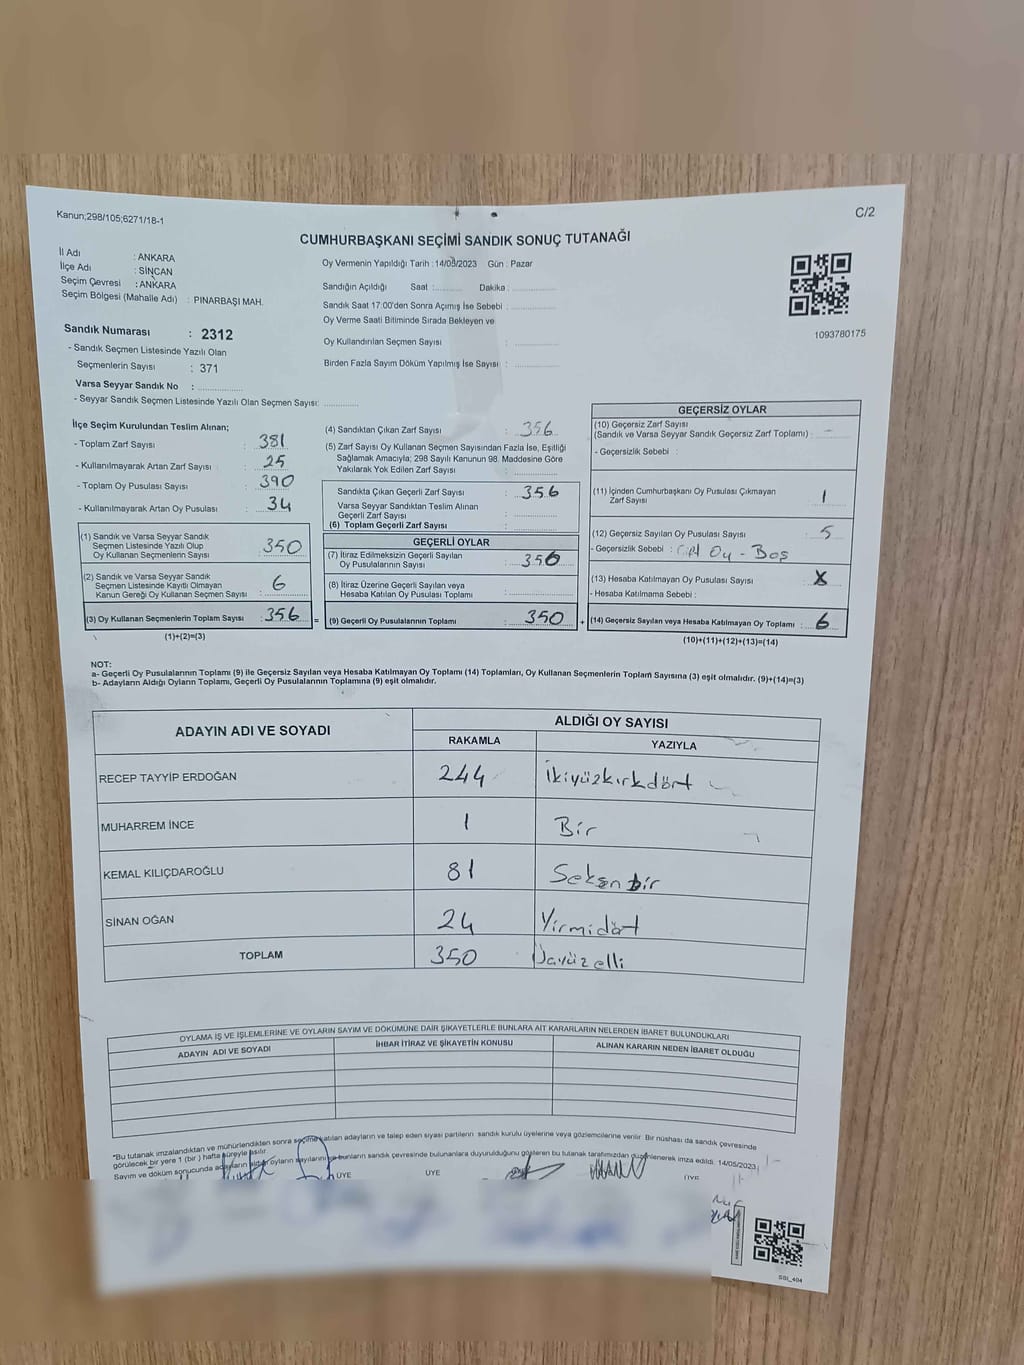 Kanun;298/105;6271/18-1
C/2
CUMHURBAŞKANI SEÇİMİ SANDIK SONUÇ TUTANAĞI
İl Adı : ANKARA
İlçe Adı : SİNCAN
Seçim Çevresi : ANKARA
Seçim Bölgesi (Mahalle Adı) : PINARBAŞI MAH.
Sandık Numarası : 2312
- Sandık Seçmen Listesinde Yazılı Olan
Seçmenlerin Sayısı : 371
Varsa Seyyar Sandık No :
- Seyyar Sandık Seçmen Listesinde Yazılı Olan Seçmen Sayısı:
Oy Vermenin Yapıldığı Tarih : 14/05/2023 Gün : Pazar
Sandığın Açıldığı Saat : Dakika :
Sandık Saat 17:00'den Sonra Açımış İse Sebebi :
Oy Verme Saati Bitiminde Sırada Bekleyen ve
Oy Kullandırılan Seçmen Sayısı :
Birden Fazla Sayım Döküm Yapılmış İse Sayısı :
1093780175
İlçe Seçim Kurulundan Teslim Alınan;
- Toplam Zarf Sayısı : 381
- Kullanılmayarak Artan Zarf Sayısı : 25
- Toplam Oy Pusulası Sayısı : 390
- Kullanılmayarak Artan Oy Pusulası : 34
(1) Sandık ve Varsa Seyyar Sandık
Seçmen Listesinde Yazılı Olup
Oy Kullanan Seçmenlerin Sayısı : 350
(2) Sandık ve Varsa Seyyar Sandık
Seçmen Listesinde Kayıtlı Olmayan
Kanun Gereği Oy Kullanan Seçmen Sayısı : 6
(3) Oy Kullanan Seçmenlerin Toplam Sayısı : 356 =
(1)+(2)=(3)
(4) Sandıktan Çıkan Zarf Sayısı : 356
(5) Zarf Sayısı Oy Kullanan Seçmen Sayısından Fazla İse, Eşitliği
Sağlamak Amacıyla; 298 Sayılı Kanunun 98. Maddesine Göre
Yakılarak Yok Edilen Zarf Sayısı :
Sandıkta Çıkan Geçerli Zarf Sayısı : 356
Varsa Seyyar Sandıktan Teslim Alınan
Geçerli Zarf Sayısı :
(6) Toplam Geçerli Zarf Sayısı :
GEÇERLİ OYLAR
(7) İtiraz Edilmeksizin Geçerli Sayılan
Oy Pusulalarının Sayısı : 350
(8) İtiraz Üzerine Geçerli Sayılan veya
Hesaba Katılan Oy Pusulası Toplamı :
(9) Geçerli Oy Pusulalarının Toplamı : 350 +
GEÇERSİZ OYLAR
(10) Geçersiz Zarf Sayısı
(Sandık ve Varsa Seyyar Sandık Geçersiz Zarf Toplamı) : -
- Geçersizlik Sebebi :
(11) İçinden Cumhurbaşkanı Oy Pusulası Çıkmayan
Zarf Sayısı : 1
(12) Geçersiz Sayılan Oy Pusulası Sayısı : 5
- Geçersizlik Sebebi : Oy - Boş
(13) Hesaba Katılmayan Oy Pusulası Sayısı : X
- Hesaba Katılmama Sebebi :
(14) Geçersiz Sayılan veya Hesaba Katılmayan Oy Toplamı : 6
(10)+(11)+(12)+(13)=(14)
NOT:
a- Geçerli Oy Pusulalarının Toplamı (9) ile Geçersiz Sayılan veya Hesaba Katılmayan Oy Toplamı (14) Toplamları, Oy Kullanan Seçmenlerin Toplam Sayısına (3) eşit olmalıdır. (9)+(14)=(3)
b- Adayların Aldığı Oyların Toplamı, Geçerli Oy Pusulalarının Toplamına (9) eşit olmalıdır.
ADAYIN ADI VE SOYADI
ALDIĞI OY SAYISI
RAKAMLA YAZIYLA
RECEP TAYYİP ERDOĞAN 244 İkiyüzkırkdört
MUHARREM İNCE 1 Bir
KEMAL KILIÇDAROĞLU 81 Seksenbir
SİNAN OĞAN 24 Yirmidört
TOPLAM 350 Üçyüzelli
OYLAMA İŞ VE İŞLEMLERİNE VE OYLARIN SAYIM VE DÖKÜMÜNE DAİR ŞİKAYETLERLE BUNLARA AİT KARARLARIN NELERDEN İBARET BULUNDUKLARI
ADAYIN ADI VE SOYADI İHBAR İTİRAZ VE ŞİKAYETİN KONUSU ALINAN KARARIN NEDEN İBARET OLDUĞU
*Bu tutanak imzalandıktan ve mühürlendikten sonra seçime katılan adayların ve talep eden siyasi partilerin sandık kurulu üyelerine veya gözlemcilerine verilir. Bir nüshası da sandık çevresinde
görülecek bir yere 1 (bir) hafta süreyle asılır.
Sayım ve döküm sonucunda adayların aldığı oyların sayılarını ve bunların sandık çevresinde bulunanlara duyurulduğunu gösteren bu tutanak tarafımızdan düzenlenerek imza edildi. 14/05/2023
ÜYE ÜYE ÜYE
SSI_404